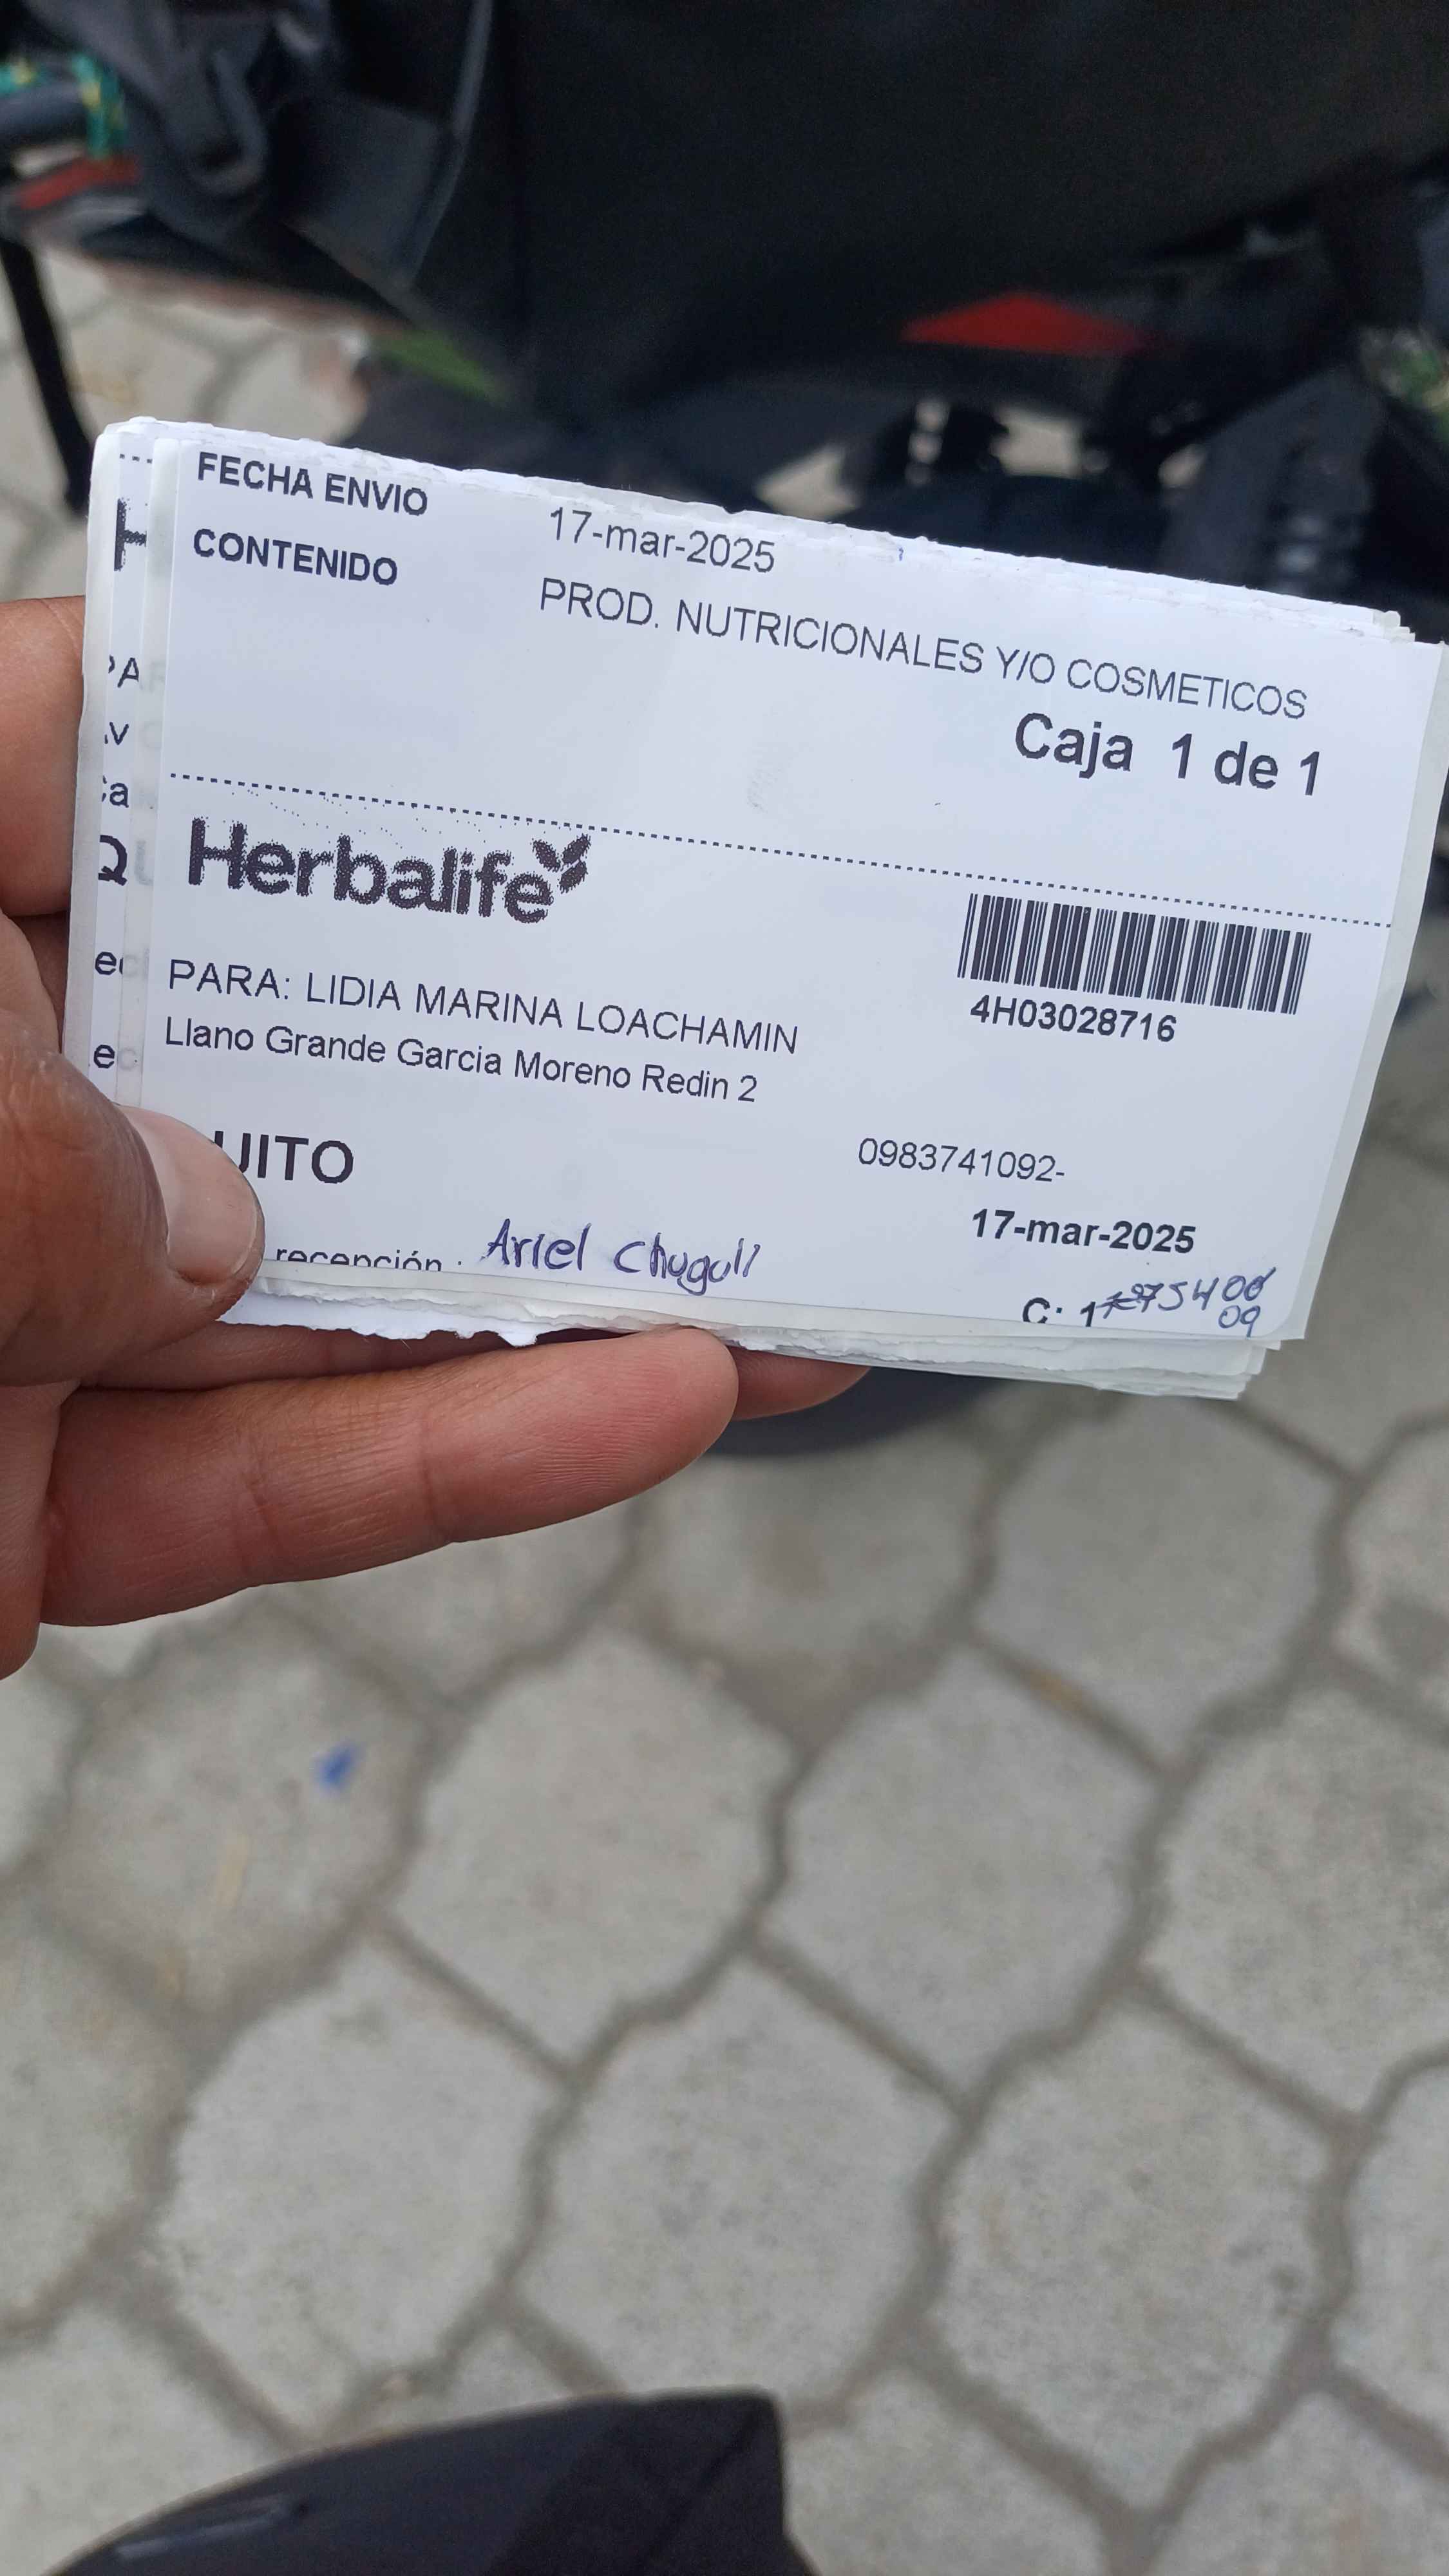 FECHA ENVIO 17-mar-2025
CONTENIDO PROD. NUTRICIONALES Y/O COSMETICOS
Caja 1 de 1
Herbalife
4H03028716
PARA: LIDIA MARINA LOACHAMIN
Llano Grande Garcia Moreno Redin 2
UITO
0983741092-
17-mar-2025
recepción : Ariel Chugull